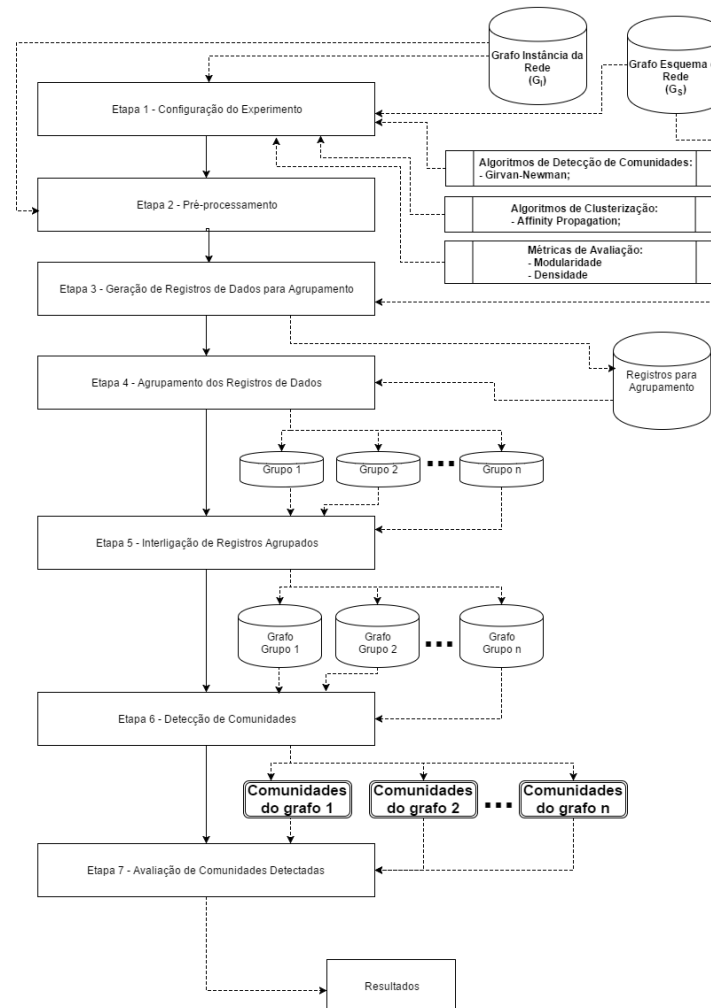 Grafo Instância da
Rede
(G_I)
Grafo Esquema
Rede
(G_S)
Etapa 1 - Configuração do Experimento
Algoritmos de Detecção de Comunidades:
- Girvan-Newman;
Etapa 2 - Pré-processamento
Algoritmos de Clusterização:
- Affinity Propagation;
Métricas de Avaliação:
- Modularidade
- Densidade
Etapa 3 - Geração de Registros de Dados para Agrupamento
Etapa 4 - Agrupamento dos Registros de Dados
Registros para
Agrupamento
Grupo 1
Grupo 2
...
Grupo n
Etapa 5 - Interligação de Registros Agrupados
Grafo
Grupo 1
Grafo
Grupo 2
...
Grafo
Grupo n
Etapa 6 - Detecção de Comunidades
Comunidades
do grafo 1
Comunidades
do grafo 2
...
Comunidades
do grafo n
Etapa 7 - Avaliação de Comunidades Detectadas
Resultados